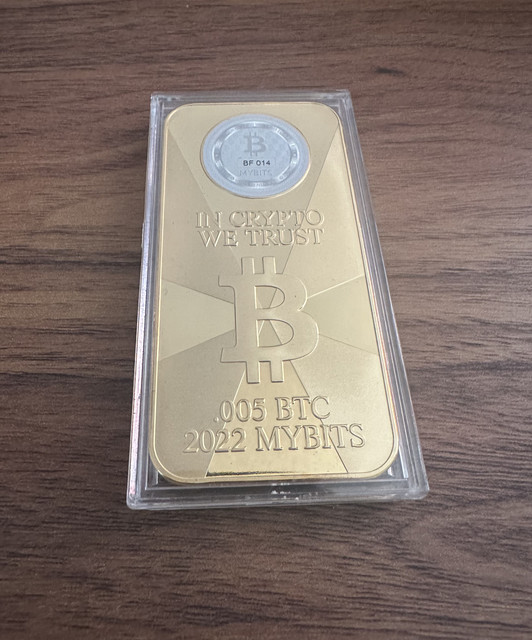 BF 014
MYBITS
IN CRYPTO
WE TRUST
.005 BTC
2022 MYBITS